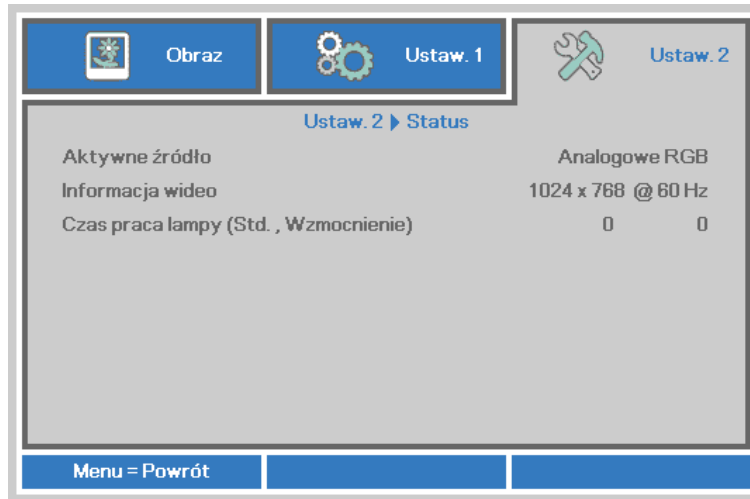 Obraz Ustaw. 1 Ustaw. 2
Ustaw. 2 Status
Aktywne źródło Analogowe RGB
Informacja wideo 1024 x 768 @ 60 Hz
Czas praca lampy (Std. , Wzmocnienie) 0 0
Menu = Powrót